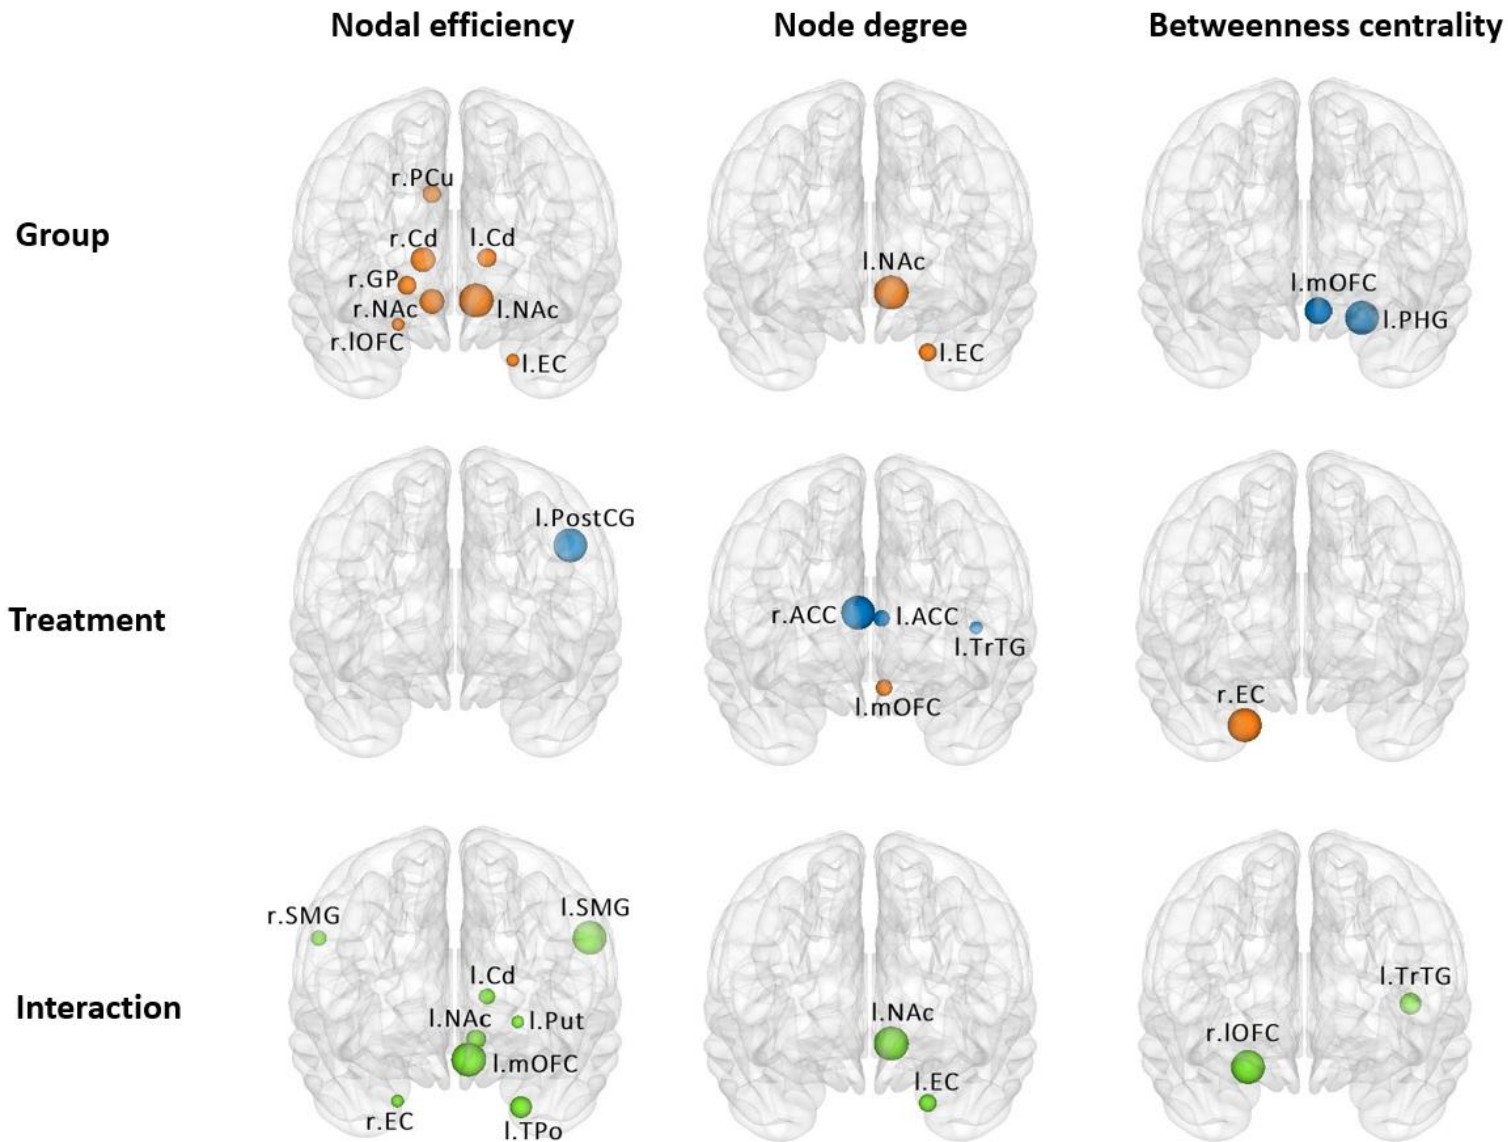 Nodal efficiency
Node degree
Betweenness centrality
Group
r.PCu
r.Cd
l.Cd
r.GP
r.NAc
l.NAc
r.lOFC
l.EC
l.NAc
l.EC
l.mOFC
l.PHG
Treatment
l.PostCG
r.ACC
l.ACC
l.TrTG
l.mOFC
r.EC
Interaction
r.SMG
l.SMG
l.Cd
l.NAc
l.Put
l.mOFC
r.EC
l.TPo
l.NAc
l.EC
l.TrTG
r.lOFC